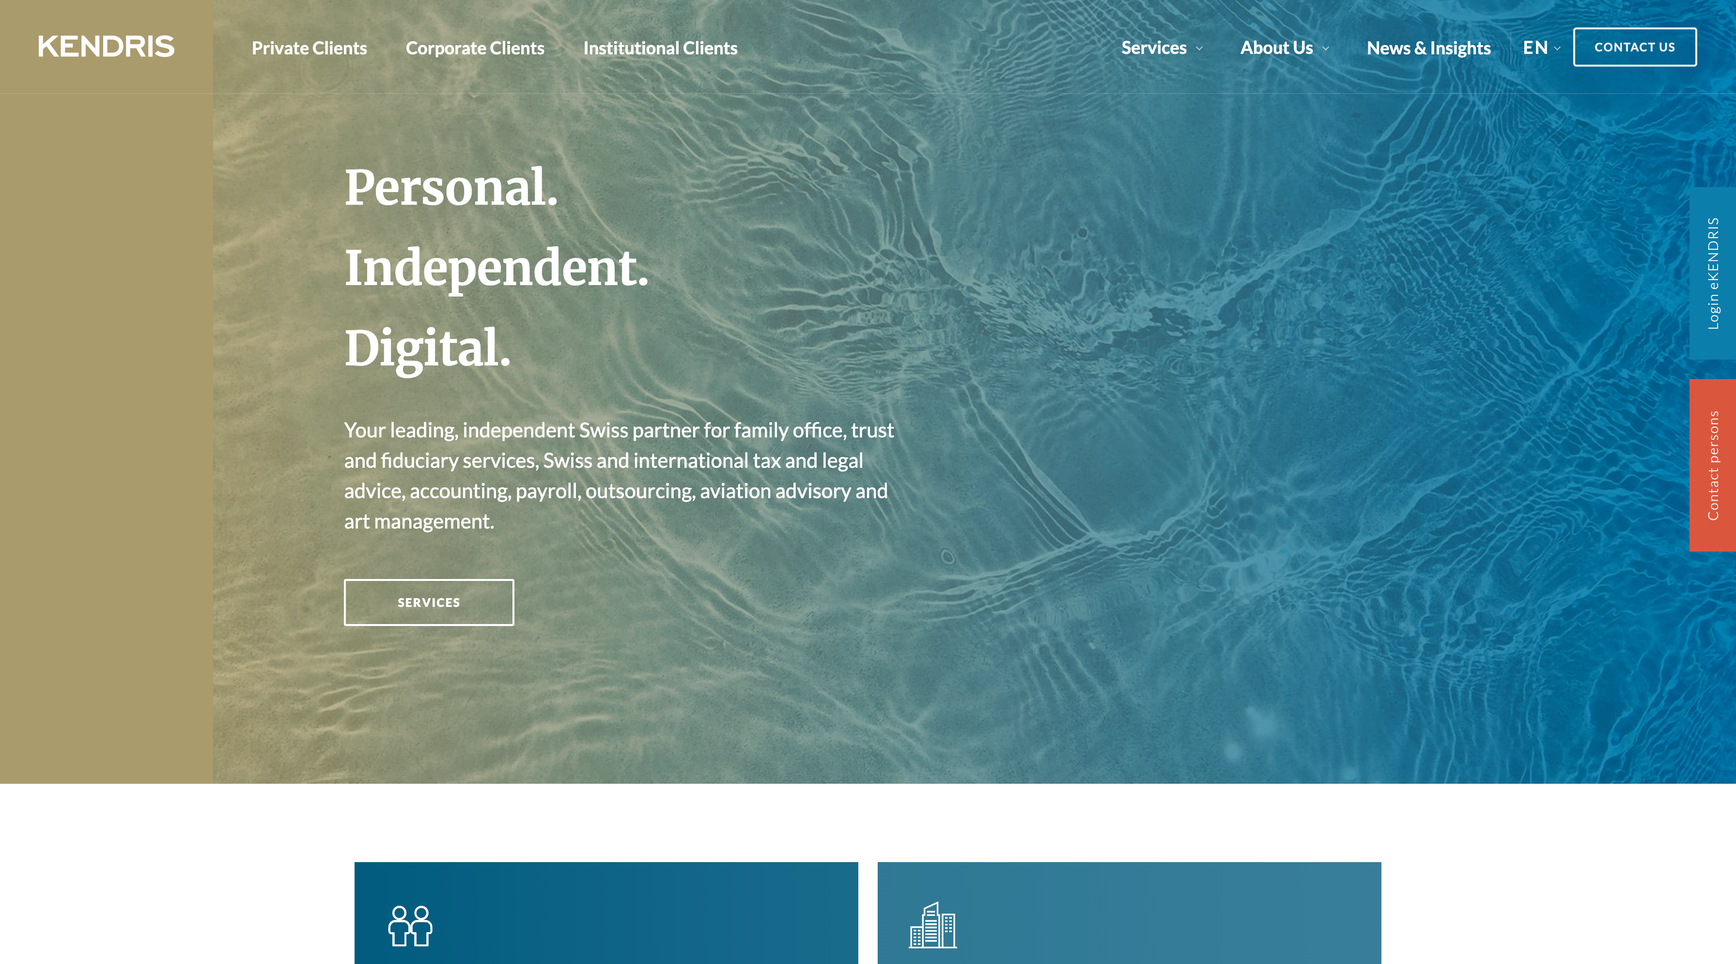 KENDRIS
Private Clients
Corporate Clients
Institutional Clients
Services
About Us
News & Insights
EN
CONTACT US
Personal.
Independent.
Digital.
Your leading, independent Swiss partner for family office, trust
and fiduciary services, Swiss and international tax and legal
advice, accounting, payroll, outsourcing, aviation advisory and
art management.
SERVICES
Login eKENDRIS
Contact persons